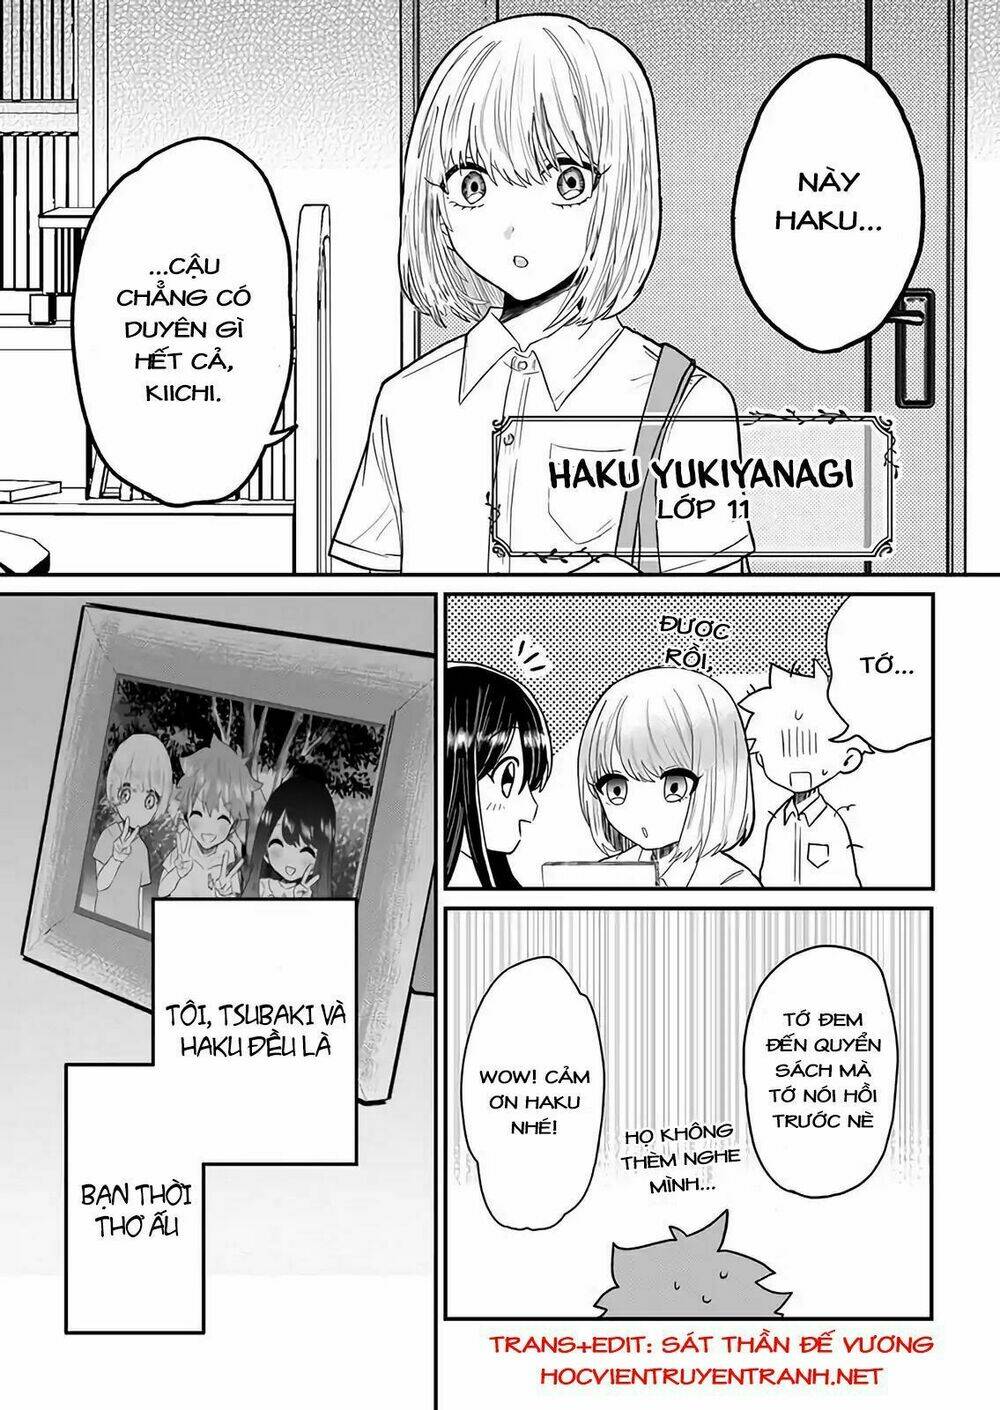 NÀY
HAKU...
...CẬU
CHẲNG CÓ
DUYÊN GÌ
HẾT CẢ,
KIICHI.
HAKU YUKIYANAGI
LỚP 11
TỚ...
ĐƯỢC
RỒI.
TỚ ĐEM
ĐẾN QUYỂN
SÁCH MÀ
TỚ NÓI HỒI
TRƯỚC NÈ
WOW! CẢM
ƠN HAKU
NHÉ!
HỌ KHÔNG
THÈM NGHE
MÌNH...
TÔI, TSUBAKI VÀ
HAKU ĐỀU LÀ
BẠN THỜI
THƠ ẤU
TRANS+EDIT: SÁT THẦN ĐẾ VƯƠNG
HOCVIENTRUYENTRANH.NET